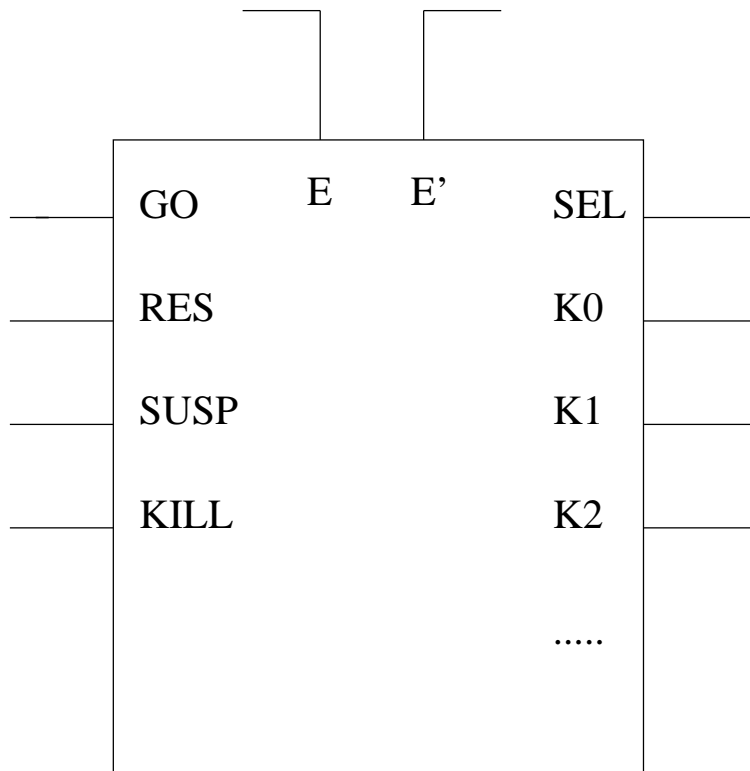 GO E E’ SEL
RES K0
SUSP K1
KILL K2
.....